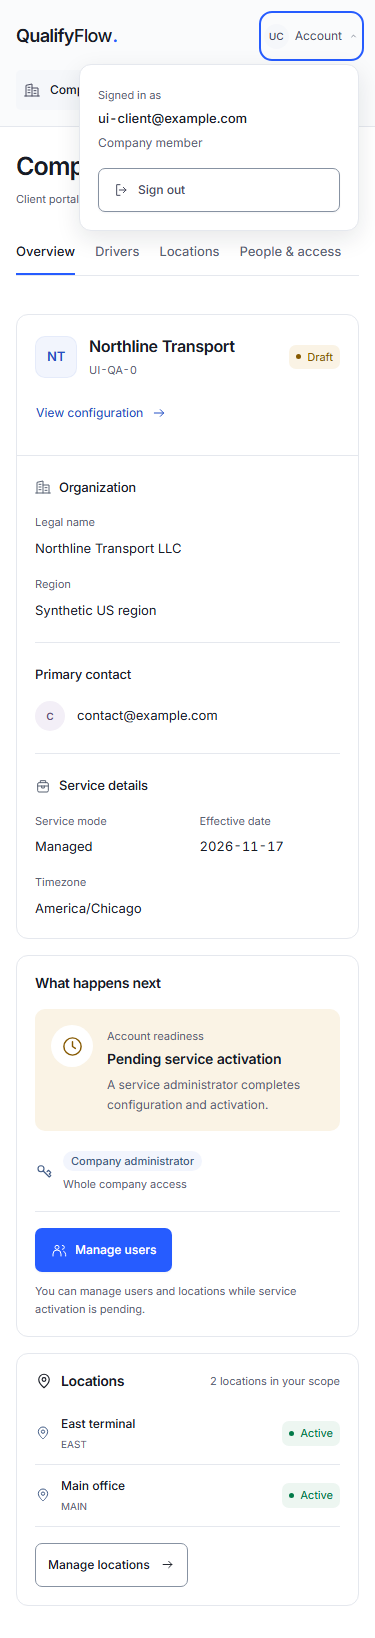 QualifyFlow.
UC Account
Comp
Signed in as
ui-client@example.com
Company member
Sign out
Comp
Client portal
Overview Drivers Locations People & access
NT
Northline Transport
UI-QA-0
Draft
View configuration →
Organization
Legal name
Northline Transport LLC
Region
Synthetic US region
Primary contact
C contact@example.com
Service details
Service mode Effective date
Managed 2026-11-17
Timezone
America/Chicago
What happens next
Account readiness
Pending service activation
A service administrator completes
configuration and activation.
Company administrator
Whole company access
Manage users
You can manage users and locations while service
activation is pending.
Locations 2 locations in your scope
East terminal
EAST
Active
Main office
MAIN
Active
Manage locations →